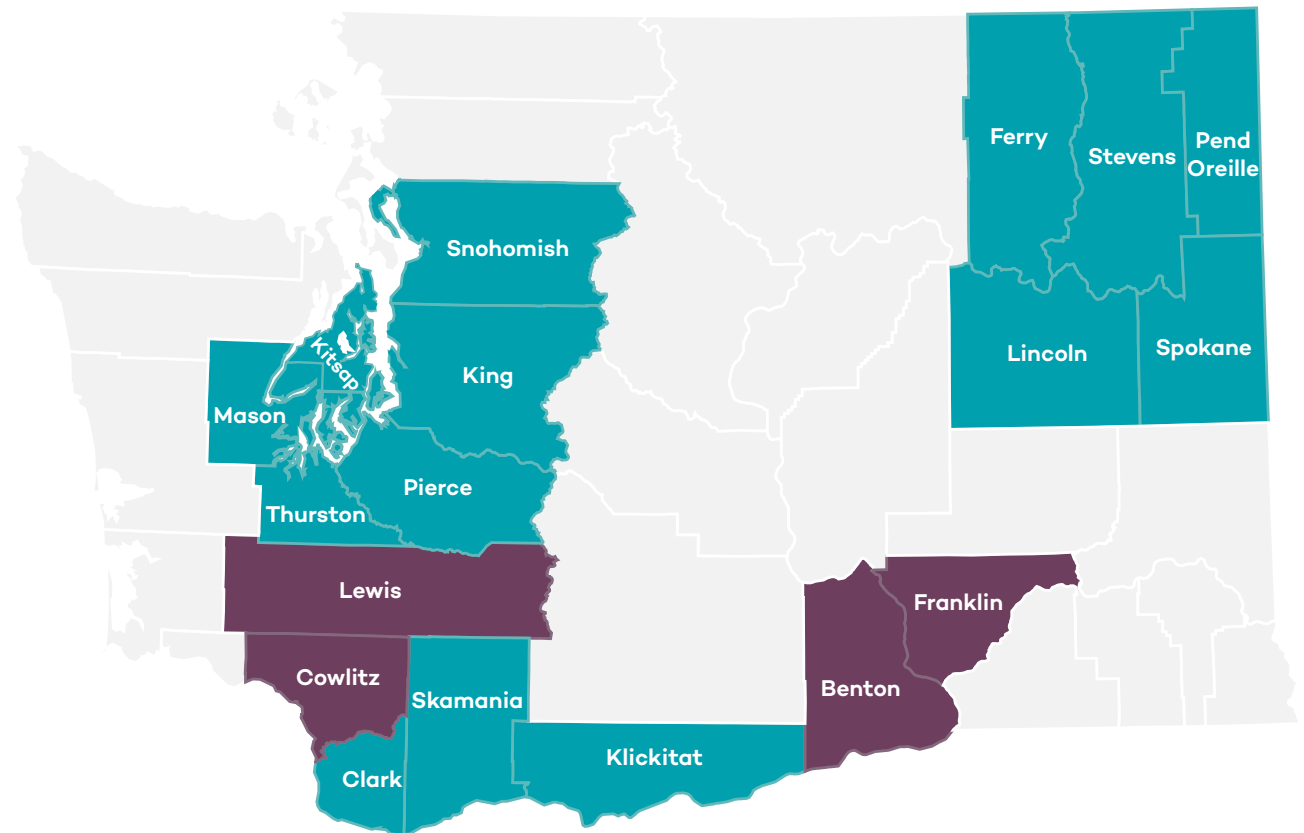 Ferry
Stevens
Pend
Oreille
Snohomish
Kitsap
King
Lincoln
Spokane
Mason
Pierce
Thurston
Lewis
Franklin
Cowlitz
Skamania
Benton
Klickitat
Clark